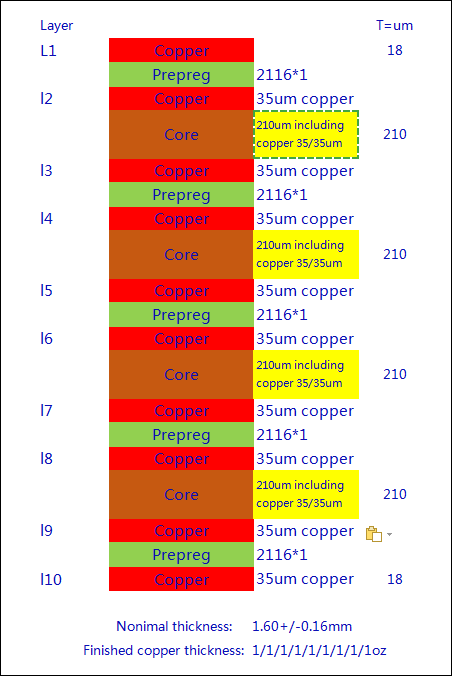 Layer T=um
L1 Copper 18
Prepreg 2116*1
l2 Copper 35um copper
Core 210um including copper 35/35um 210
l3 Copper 35um copper
Prepreg 2116*1
l4 Copper 35um copper
Core 210um including copper 35/35um 210
l5 Copper 35um copper
Prepreg 2116*1
l6 Copper 35um copper
Core 210um including copper 35/35um 210
l7 Copper 35um copper
Prepreg 2116*1
l8 Copper 35um copper
Core 210um including copper 35/35um 210
l9 Copper 35um copper
Prepreg 2116*1
l10 Copper 35um copper 18
Nonimal thickness: 1.60+/-0.16mm
Finished copper thickness: 1/1/1/1/1/1/1/1/1oz